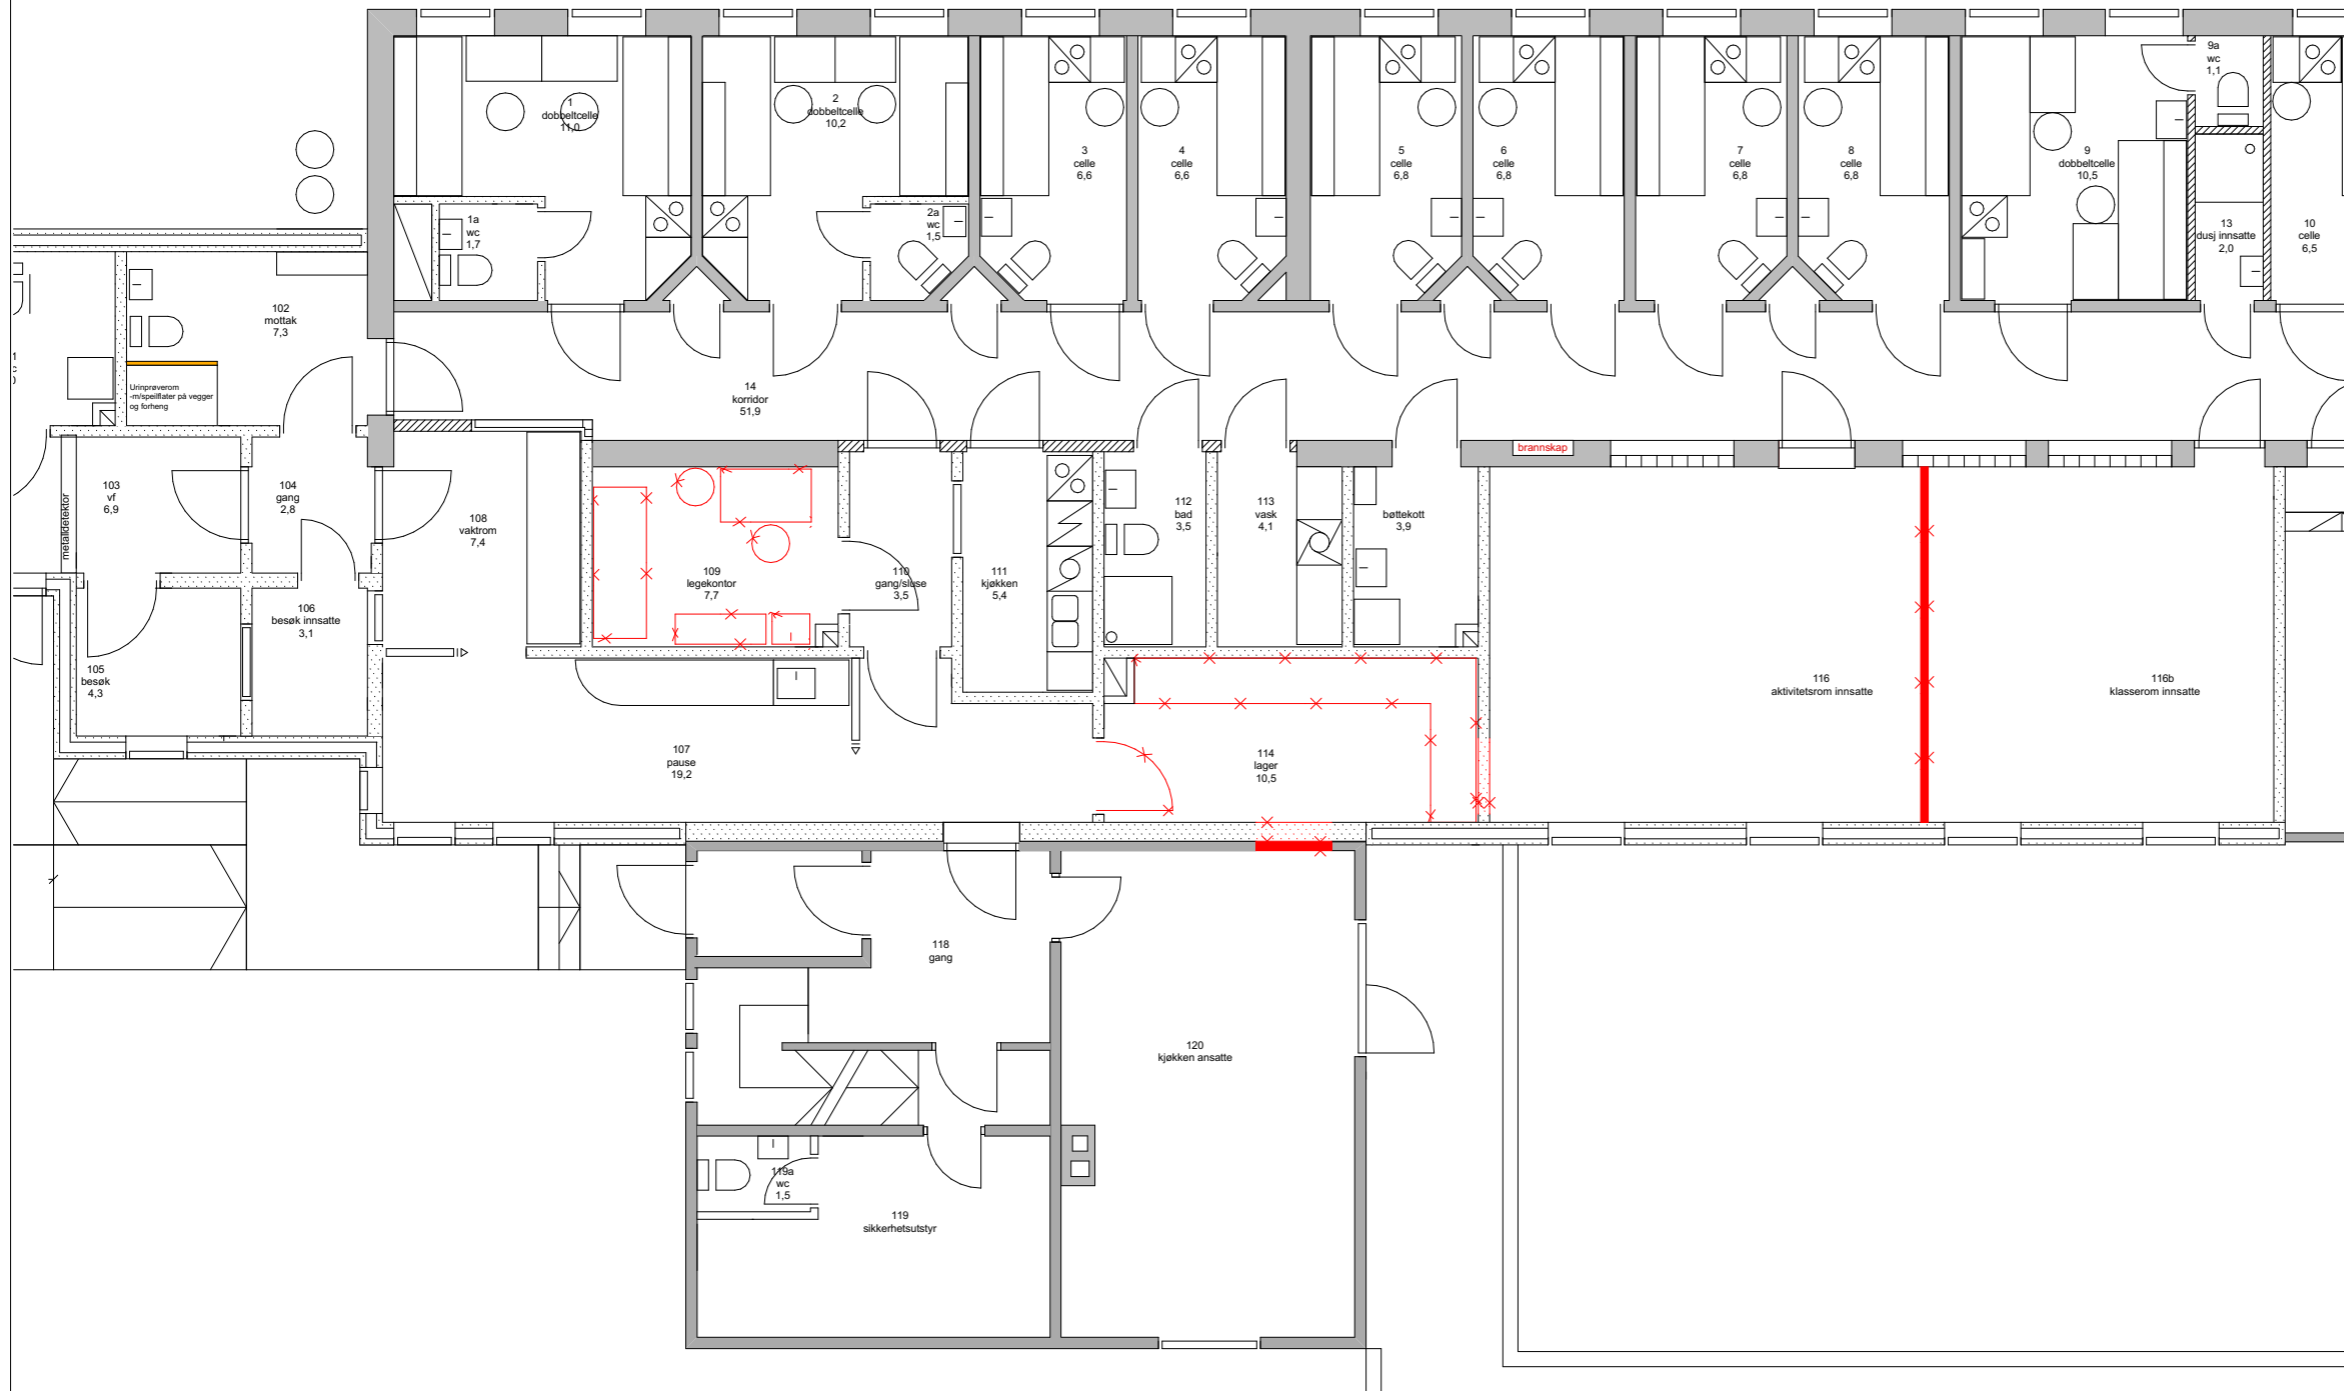 1
dobbeltcelle
11,0
2
dobbeltcelle
10,2
3
celle
6,6
4
celle
6,6
5
celle
6,8
6
celle
6,8
7
celle
6,8
8
celle
6,8
9
dobbeltcelle
10,5
9a
wc
1,1
13
dusj innsatte
2,0
10
celle
6,5
1a
wc
1,7
2a
wc
1,5
102
mottak
7,3
Urinprøverom
-m/speilflater på vegger
og forheng
14
korridor
51,9
brannskap
metalldetektor
103
vf
6,9
104
gang
2,8
108
vaktrom
7,4
109
legekontor
7,7
110
gang/sluse
3,5
111
kjøkken
5,4
112
bad
3,5
113
vask
4,1
bøttekott
3,9
106
besøk innsatte
3,1
105
besøk
4,3
107
pause
19,2
114
lager
10,5
116
aktivitetsrom innsatte
116b
klasserom innsatte
118
gang
120
kjøkken ansatte
119a
wc
1,5
119
sikkerhetsutstyr